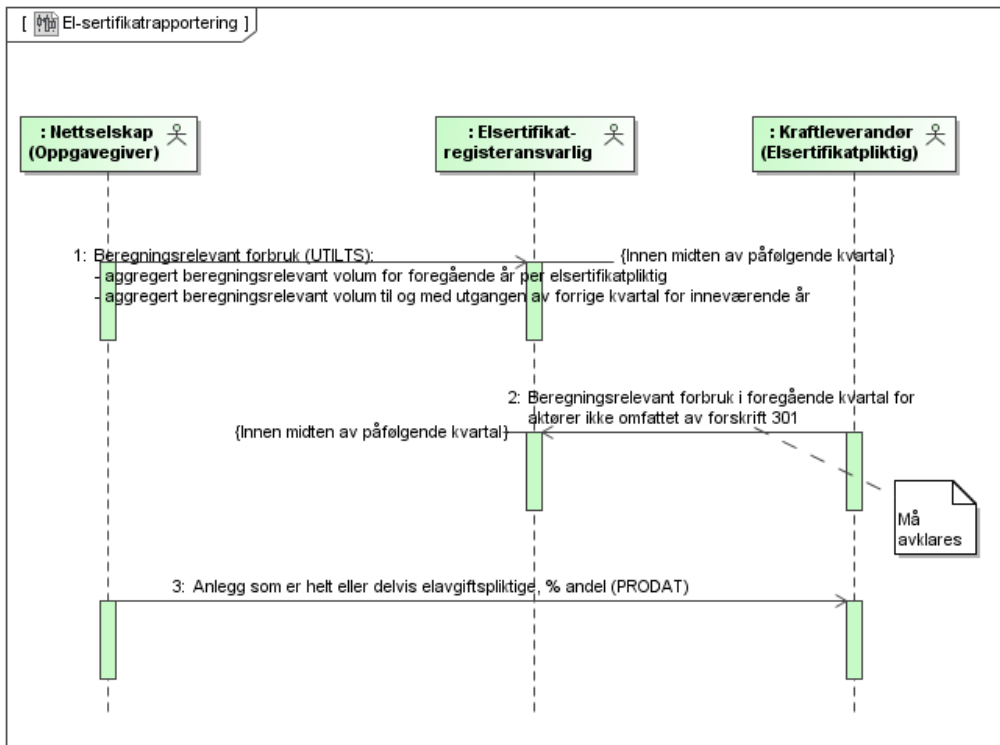 [ El-sertifikatrapportering ]
: Nettselskap
(Oppgavegiver)
: Elsertifikat-
registeransvarlig
: Kraftleverandør
(Elsertifikatpliktig)
1: Beregningsrelevant forbruk (UTILTS):
- aggregert beregningsrelevant volum for foregående år per elsertifikatpliktig
- aggregert beregningsrelevant volum til og med utgangen av forrige kvartal for inneværende år
{Innen midten av påfølgende kvartal}
2: Beregningsrelevant forbruk i foregående kvartal for
aktører ikke omfattet av forskrift 301
{Innen midten av påfølgende kvartal}
Må
avklares
3: Anlegg som er helt eller delvis elavgiftspliktige, % andel (PRODAT)